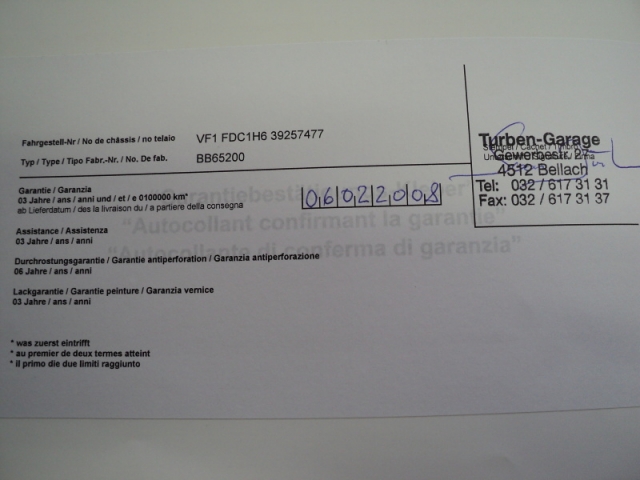 Fahrgestell-Nr / No de châssis / no telaio VF1 FDC1H6 39257477
Typ / Type / Tipo Fabr.-Nr. / No. De fab. BB65200
Turben-Garage
Gewerbestr. 27
4512 Bellach
Tel: 032 / 617 31 31
Fax: 032 / 617 31 37
Garantie / Garanzia
03 Jahre / ans / anni und / et / e 0100000 km*
ab Lieferdatum / des la livraison du / a partiere della consegna
06022008
"Autocollant confirmant la garantie"
"Autocollante di conferma di garanzia"
Assistance / Assistenza
03 Jahre / ans / anni
Durchrostungsgarantie / Garantie antiperforation / Garanzia antiperforazione
06 Jahre / ans / anni
Lackgarantie / Garantie peinture / Garanzia vernice
03 Jahre / ans / anni
* was zuerst eintrifft
* au premier de deux termes atteint
* il primo die due limiti raggiunto